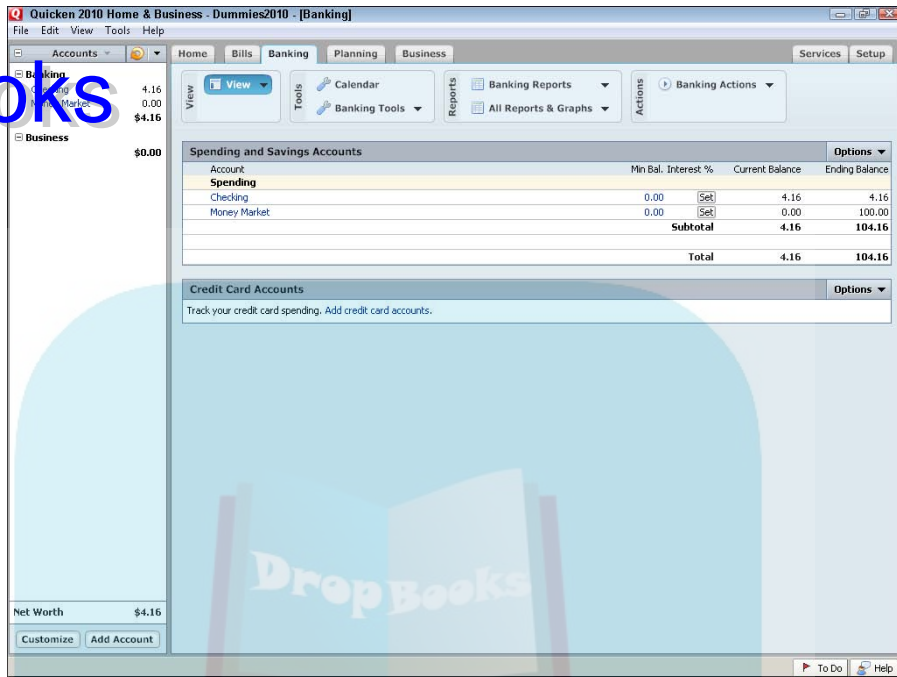 Quicken 2010 Home & Business - Dummies2010 - [Banking]
File Edit View Tools Help
Accounts
Home Bills Banking Planning Business Services Setup
Banking
Checking 4.16
Money Market 0.00
$4.16
Business
$0.00
oks
View
View
Tools
Calendar
Banking Tools
Reports
Banking Reports
All Reports & Graphs
Actions
Banking Actions
Spending and Savings Accounts Options
Account Min Bal. Interest % Current Balance Ending Balance
Spending
Checking 0.00 Set 4.16 4.16
Money Market 0.00 Set 0.00 100.00
Subtotal 4.16 104.16
Total 4.16 104.16
Credit Card Accounts Options
Track your credit card spending. Add credit card accounts.
DropBooks
Net Worth $4.16
Customize Add Account
To Do Help